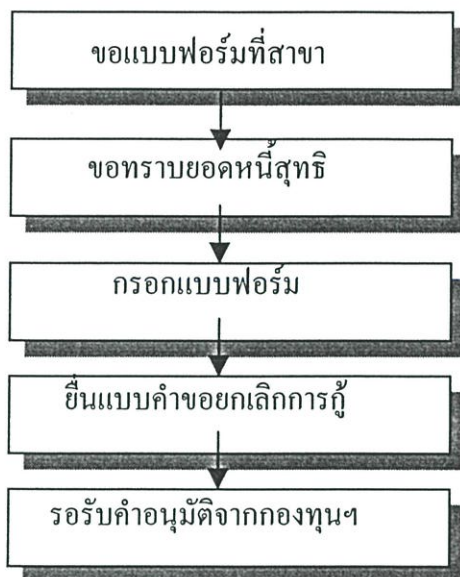 ขอแบบฟอร์มที่สาขา
ขอทราบยอดหนี้สุทธิ
กรอกแบบฟอร์ม
ยื่นแบบคำขอยกเลิกการกู้
รอรับคำอนุมัติจากกองทุนฯ